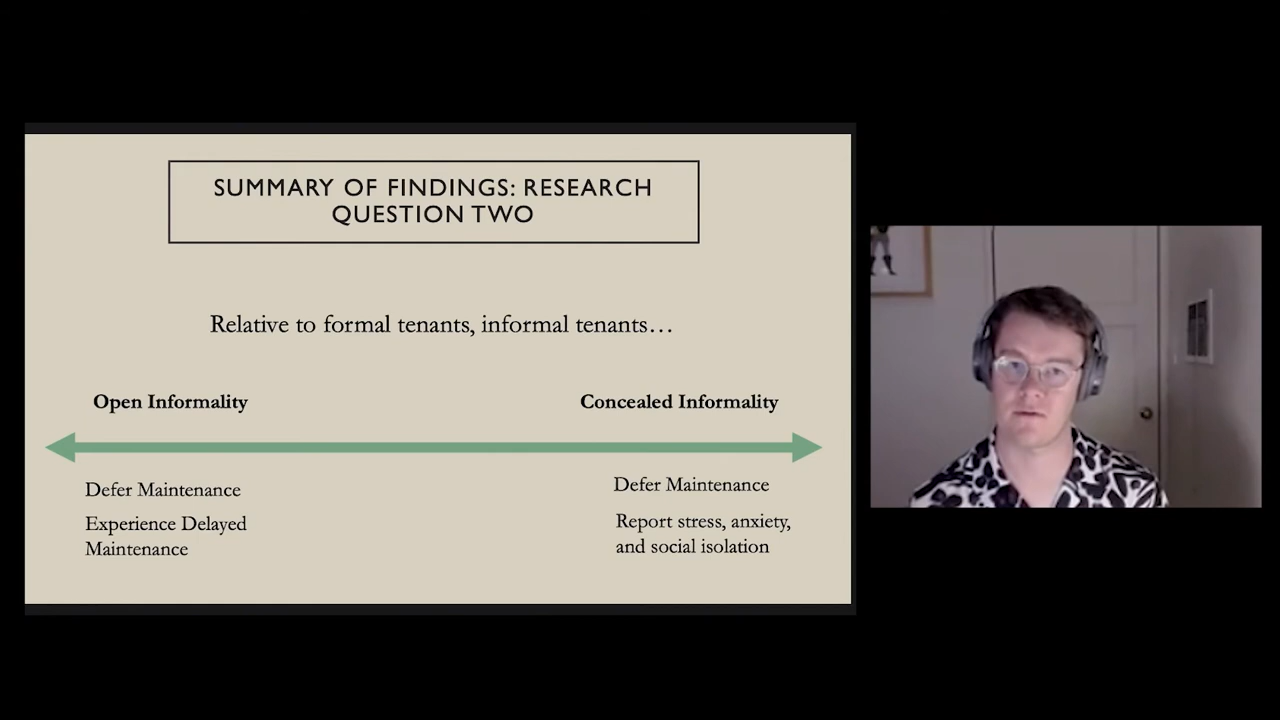 SUMMARY OF FINDINGS: RESEARCH
QUESTION TWO
Relative to formal tenants, informal tenants…
Open Informality
Concealed Informality
Defer Maintenance
Experience Delayed
Maintenance
Defer Maintenance
Report stress, anxiety,
and social isolation